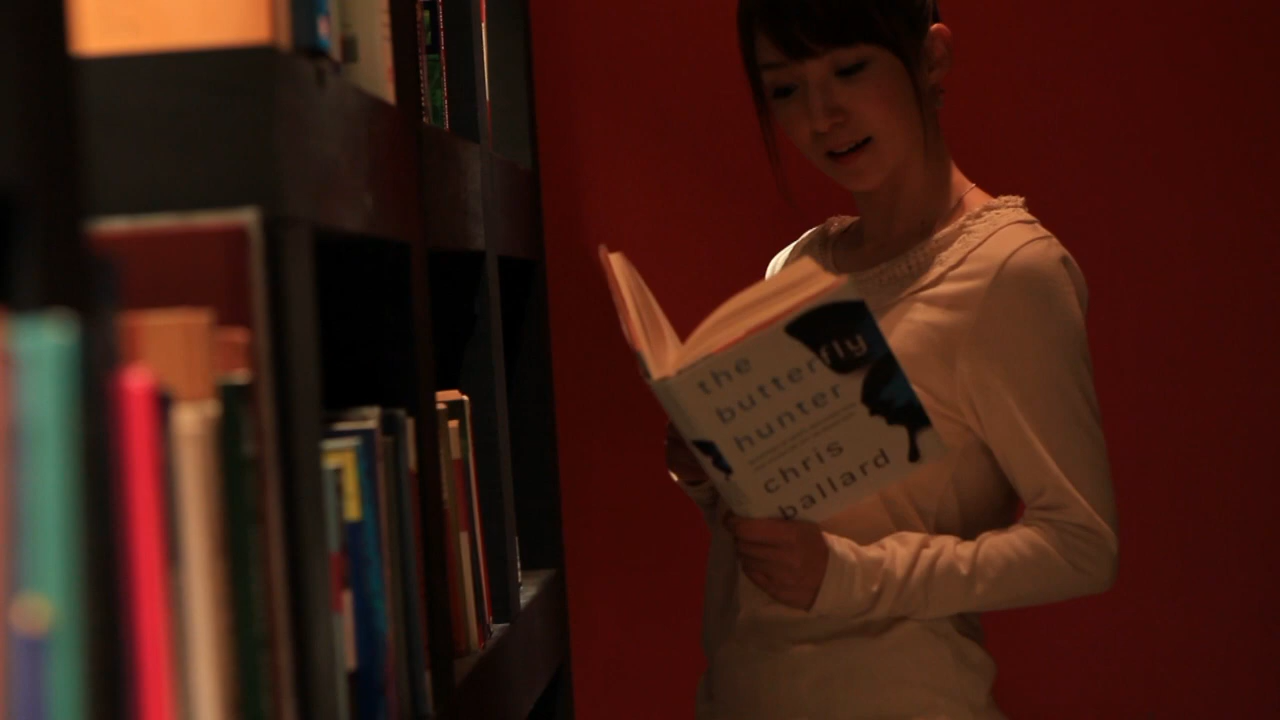 the
butterfly
hunter
chris
ballard